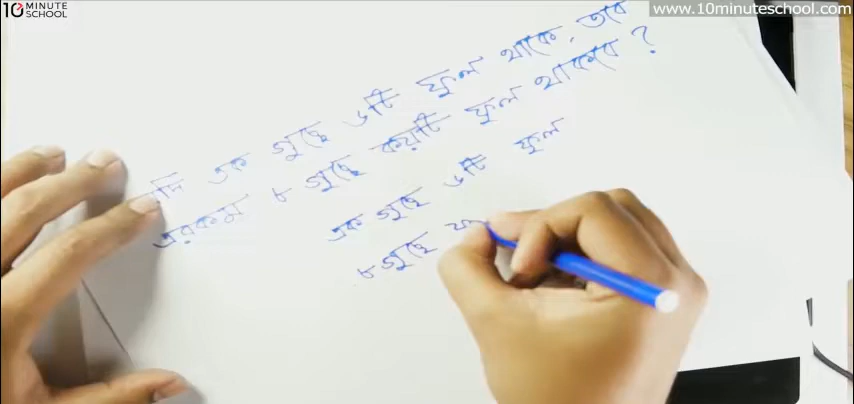 10 MINUTE SCHOOL
www.10minuteschool.com
যদি এক গুচ্ছে ৬টি ফুল থাকে, তবে
এরকম ৮ গুচ্ছে কয়টি ফুল থাকবে ?
এক গুচ্ছে ৬টি ফুল
৮ গুচ্ছে